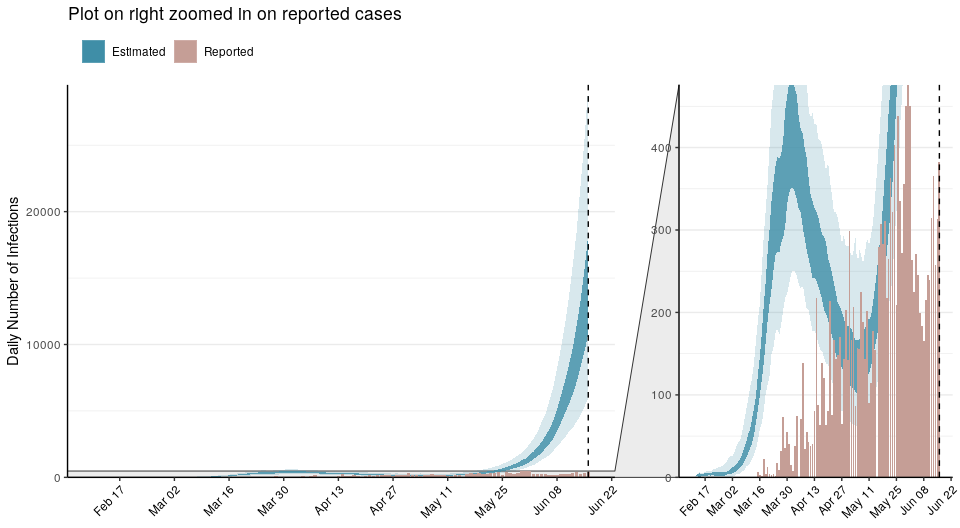 Plot on right zoomed in on reported cases
Estimated Reported
Daily Number of Infections
20000
10000
0
Feb 17 Mar 02 Mar 16 Mar 30 Apr 13 Apr 27 May 11 May 25 Jun 08 Jun 22
400
300
200
100
0
Feb 17 Mar 02 Mar 16 Mar 30 Apr 13 Apr 27 May 11 May 25 Jun 08 Jun 22